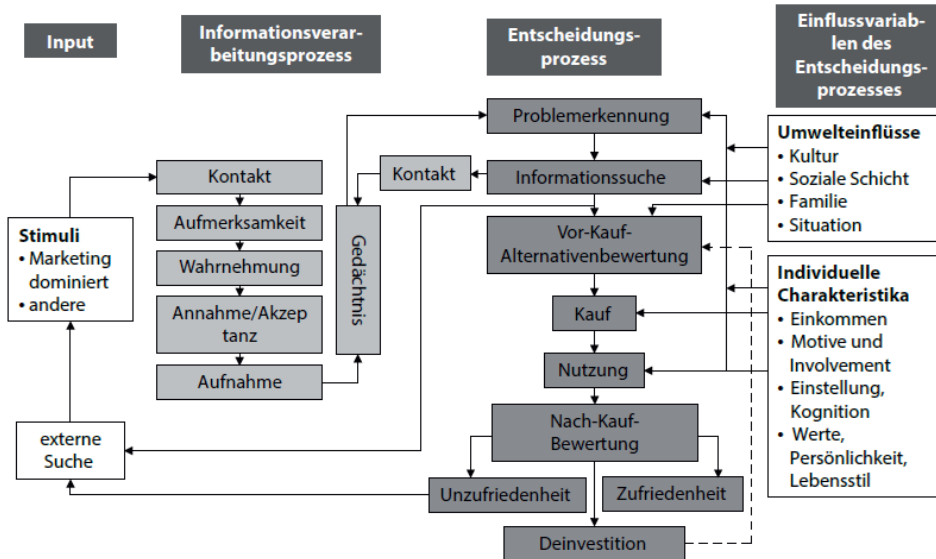 Input
Informationsverar-
beitungsprozess
Entscheidungs-
prozess
Einflussvariab-
len des
Entscheidungs-
prozesses
Stimuli
• Marketing
dominiert
• andere
externe
Suche
Kontakt
Aufmerksamkeit
Wahrnehmung
Annahme/Akzep
tanz
Aufnahme
Kontakt
Gedächtnis
Problemerkennung
Informationssuche
Vor-Kauf-
Alternativenbewertung
Kauf
Nutzung
Nach-Kauf-
Bewertung
Unzufriedenheit
Zufriedenheit
Deinvestition
Umwelteinflüsse
• Kultur
• Soziale Schicht
• Familie
• Situation
Individuelle
Charakteristika
• Einkommen
• Motive und
Involvement
• Einstellung,
Kognition
• Werte,
Persönlichkeit,
Lebensstil